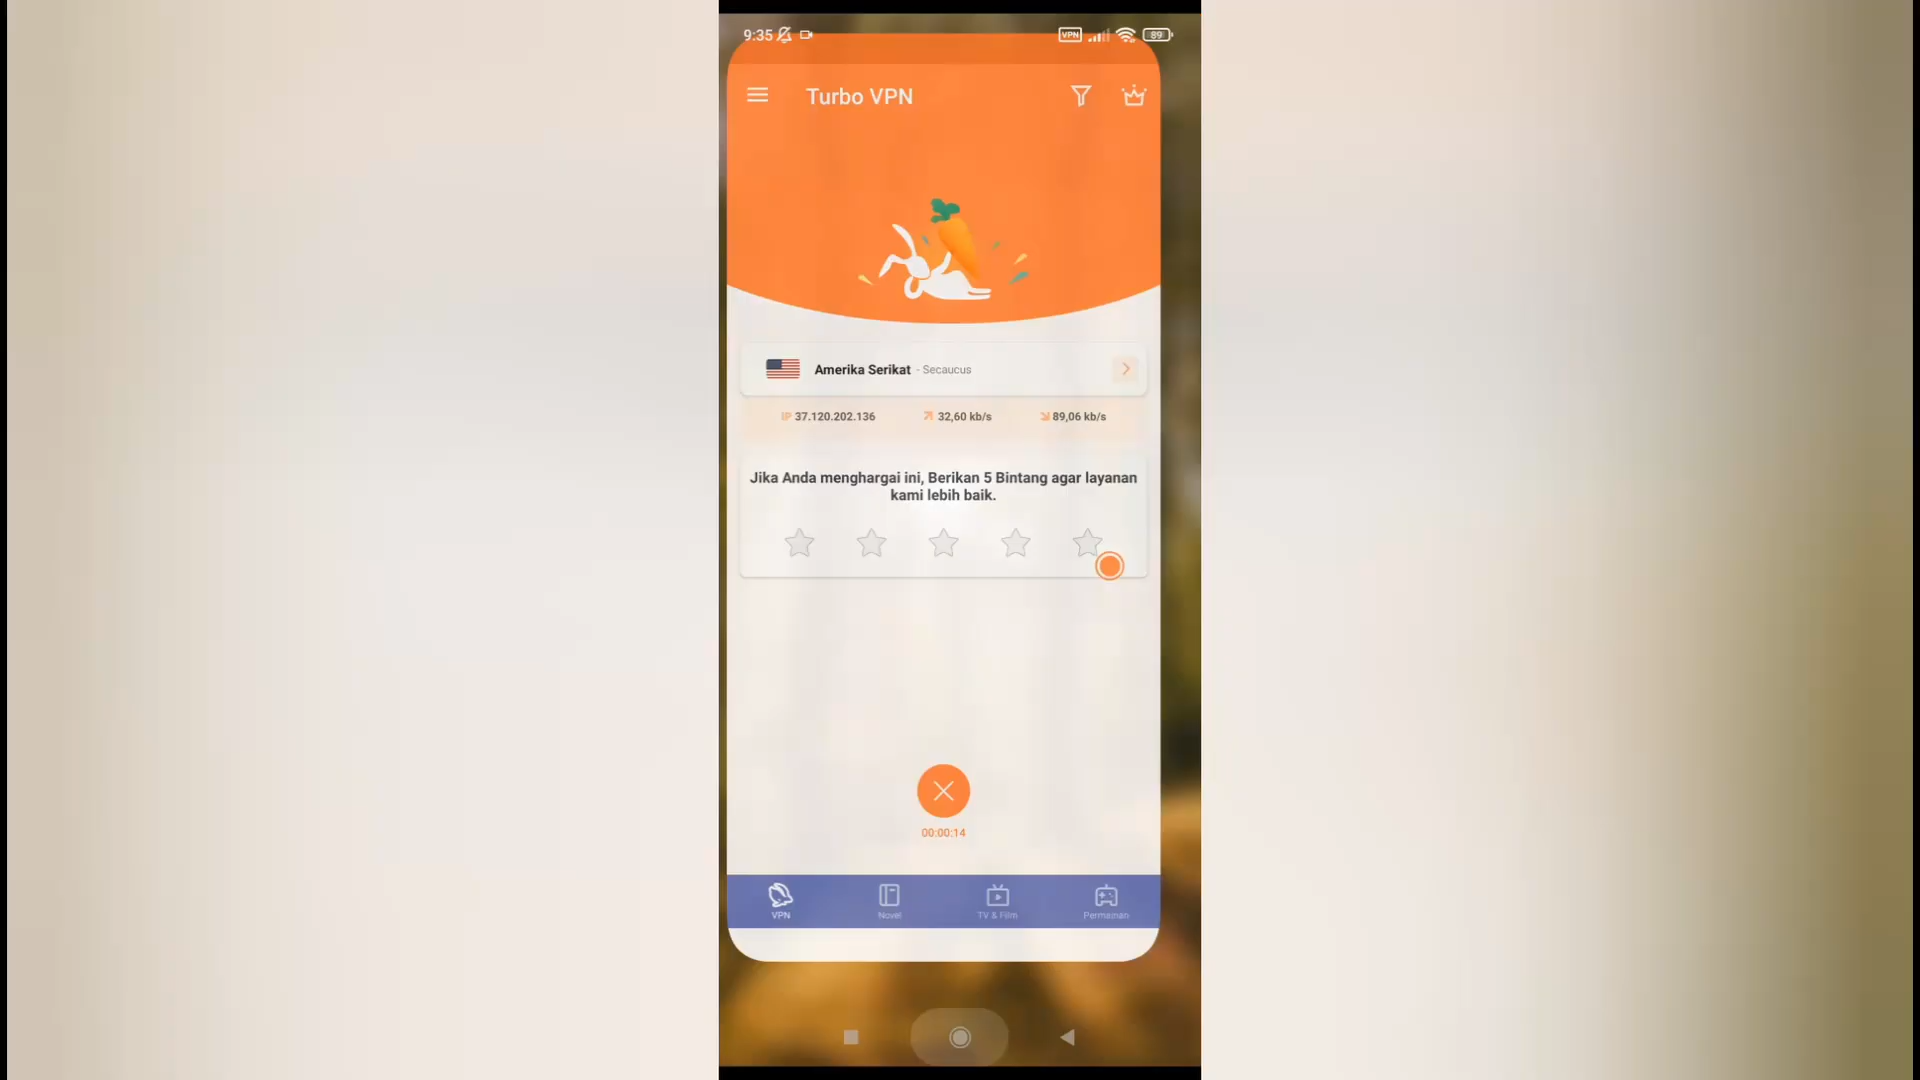 9:35
VPN
89
Turbo VPN
Amerika Serikat - Secaucus
IP 37.120.202.136
32,60 kb/s
89,06 kb/s
Jika Anda menghargai ini, Berikan 5 Bintang agar layanan
kami lebih baik.
00:00:14
VPN
Novel
TV & Film
Permainan